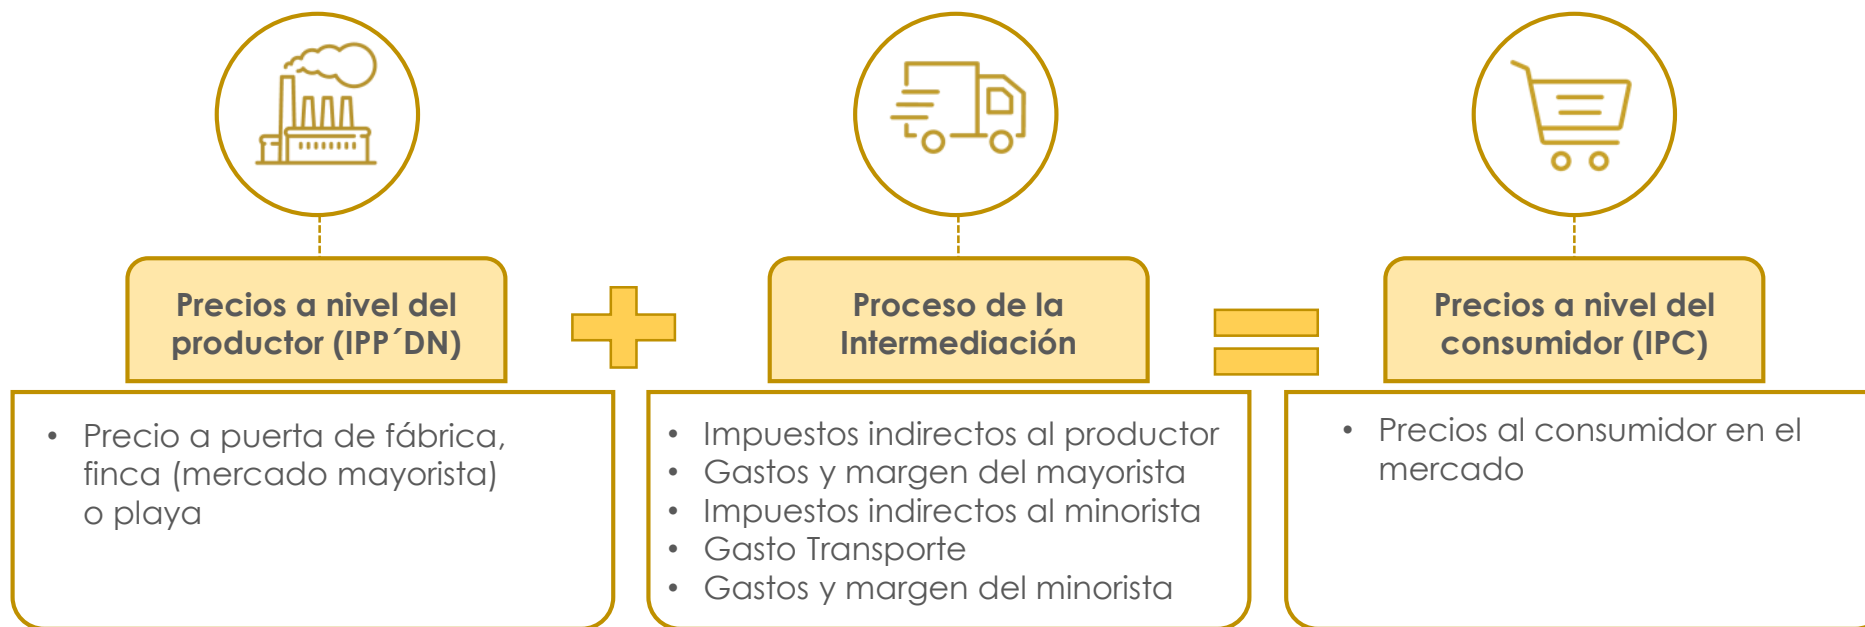 Precios a nivel del
productor (IPP´DN)
• Precio a puerta de fábrica,
finca (mercado mayorista)
o playa
Proceso de la
Intermediación
• Impuestos indirectos al productor
• Gastos y margen del mayorista
• Impuestos indirectos al minorista
• Gasto Transporte
• Gastos y margen del minorista
Precios a nivel del
consumidor (IPC)
• Precios al consumidor en el
mercado